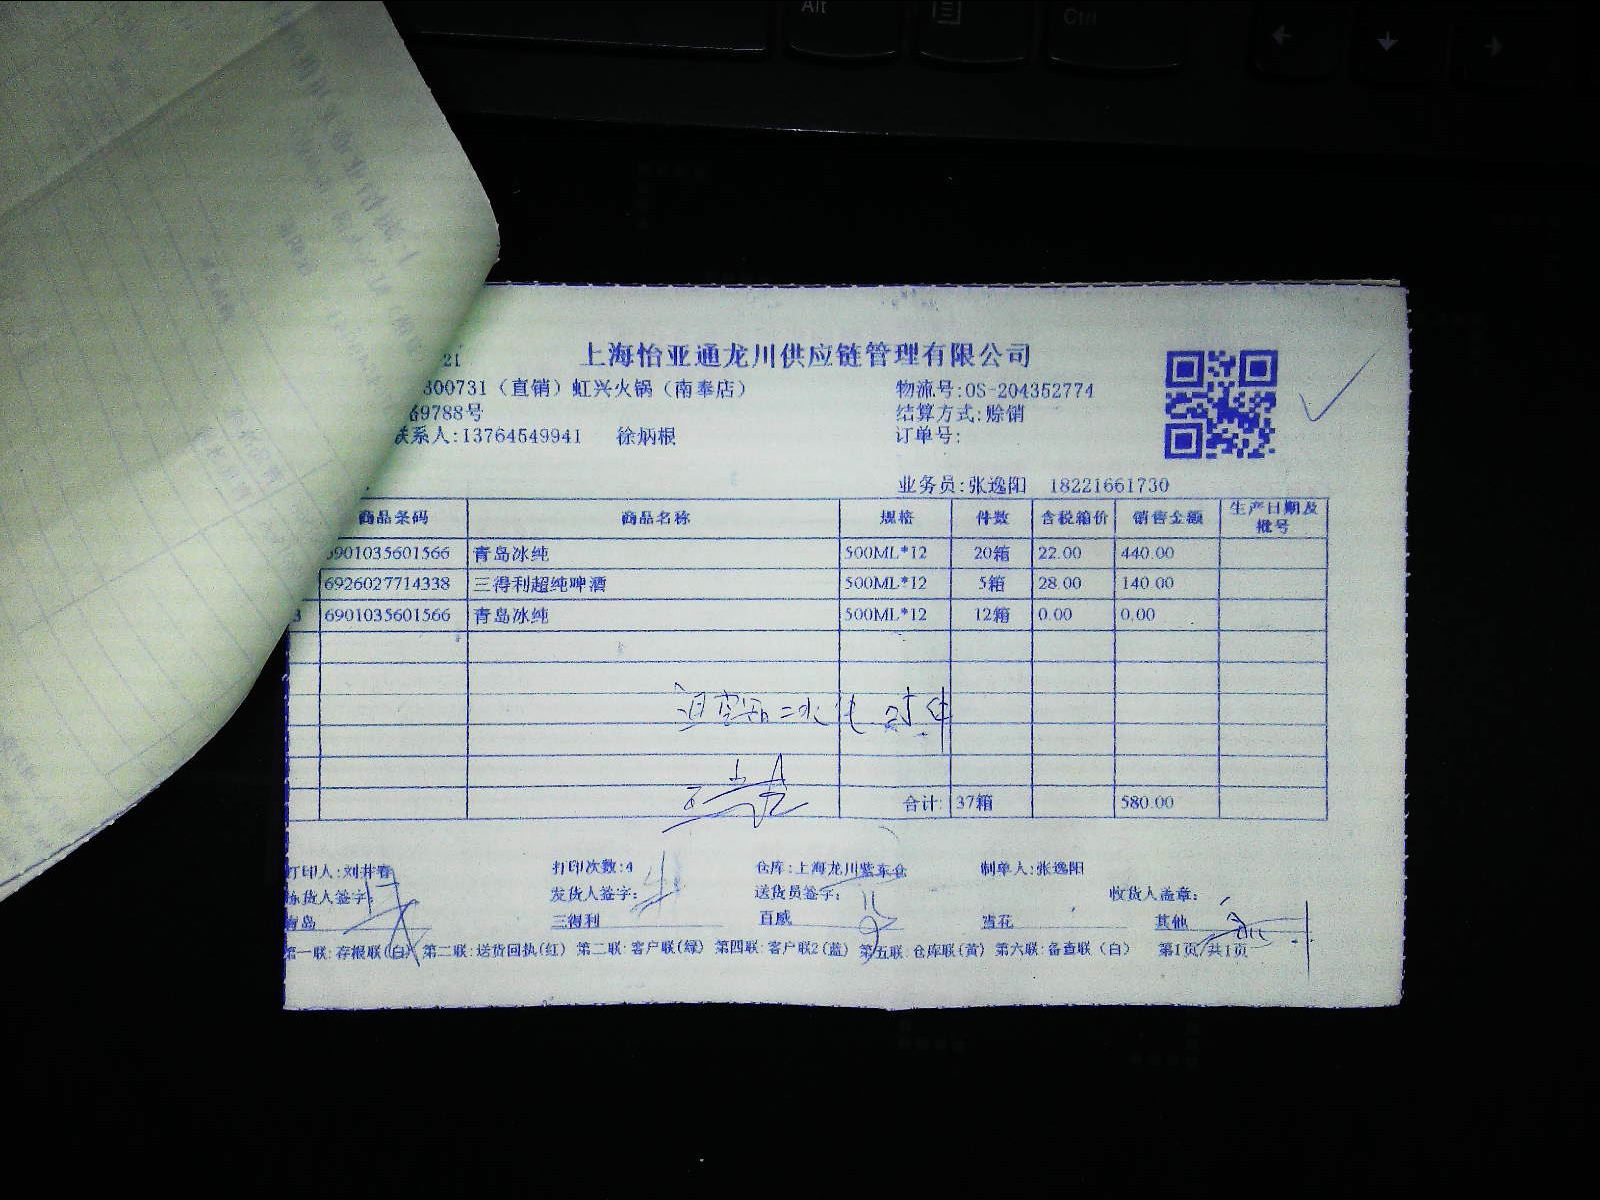 Alt
Ctrl
21
上海怡亚通龙川供应链管理有限公司
300731（直销）虹兴火锅（南奉店）
物流号:OS-204352774
9788号
结算方式:赊销
联系人:13764549941 徐炳根
订单号:
业务员:张逸阳 18221661730
商品条码 商品名称 规格 件数 含税箱价 销售金额 生产日期及批号
6901035601566 青岛冰纯 500ML*12 20箱 22.00 440.00
6926027714338 三得利超纯啤酒 500ML*12 5箱 28.00 140.00
3 6901035601566 青岛冰纯 500ML*12 12箱 0.00 0.00
合计: 37箱 580.00
打印人:刘井春 打印次数:4 仓库:上海龙川 制单人:张逸阳
拣货人签字: 发货人签字: 送货员签字: 收货人盖章:
青岛 三得利 百威 雪花 其他
第一联:存根联(白) 第二联:送货回执(红) 第二联:客户联(绿) 第四联:客户联2(蓝) 第五联:仓库联(黄) 第六联:备查联（白） 第1页/共1页